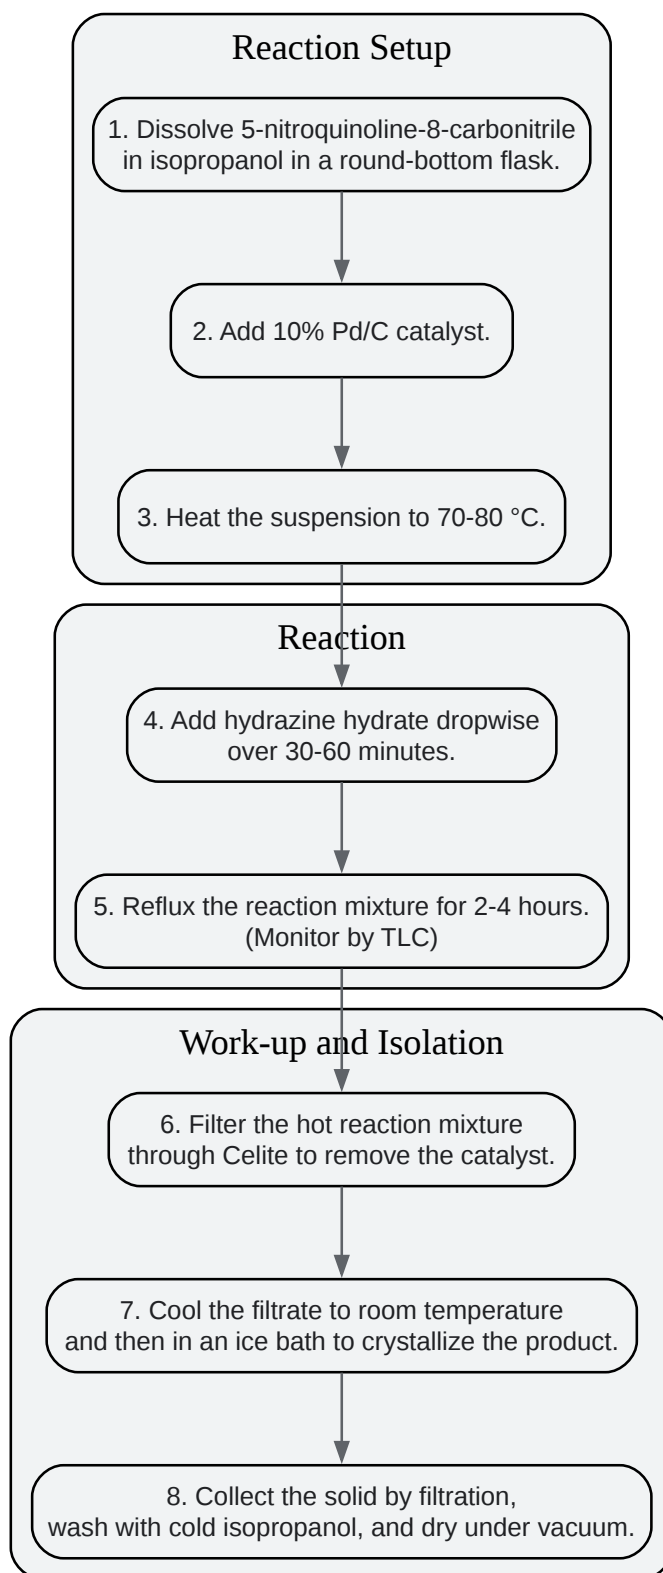 Reaction Setup
1. Dissolve 5-nitroquinoline-8-carbonitrile
in isopropanol in a round-bottom flask.
2. Add 10% Pd/C catalyst.
3. Heat the suspension to 70-80 °C.
Reaction
4. Add hydrazine hydrate dropwise
over 30-60 minutes.
5. Reflux the reaction mixture for 2-4 hours.
(Monitor by TLC)
Work-up and Isolation
6. Filter the hot reaction mixture
through Celite to remove the catalyst.
7. Cool the filtrate to room temperature
and then in an ice bath to crystallize the product.
8. Collect the solid by filtration,
wash with cold isopropanol, and dry under vacuum.